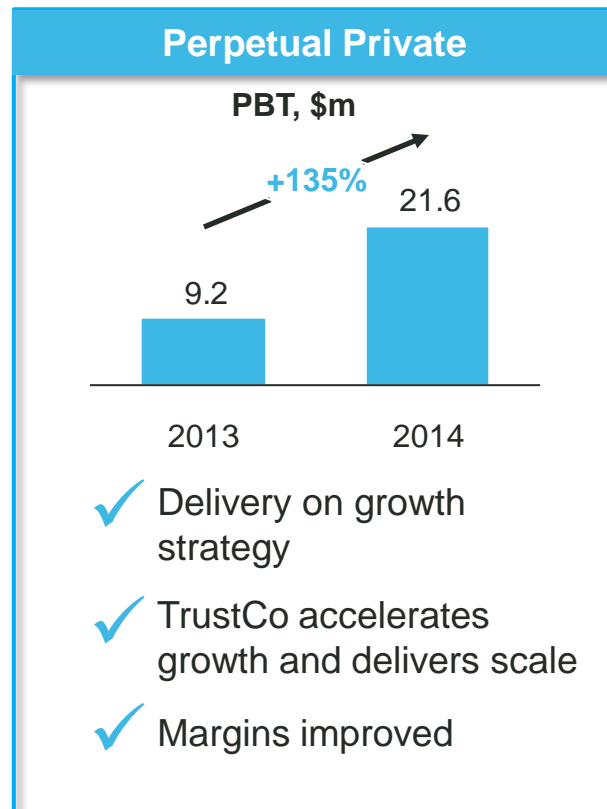 Perpetual Private
PBT, $m
+135%
21.6
9.2
2013 2014
Delivery on growth
strategy
TrustCo accelerates
growth and delivers scale
Margins improved